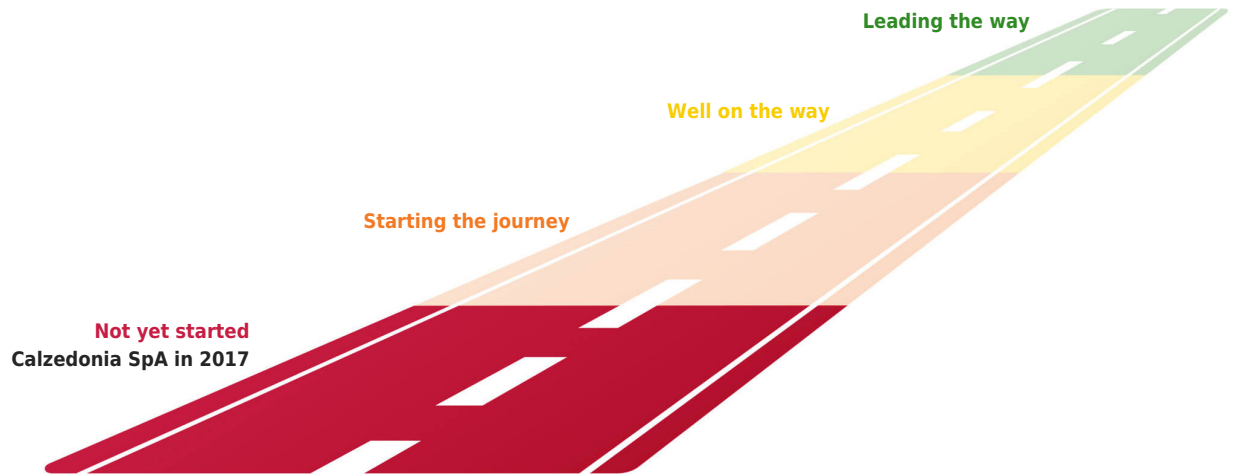 Leading the way
Well on the way
Starting the journey
Not yet started
Calzedonia SpA in 2017